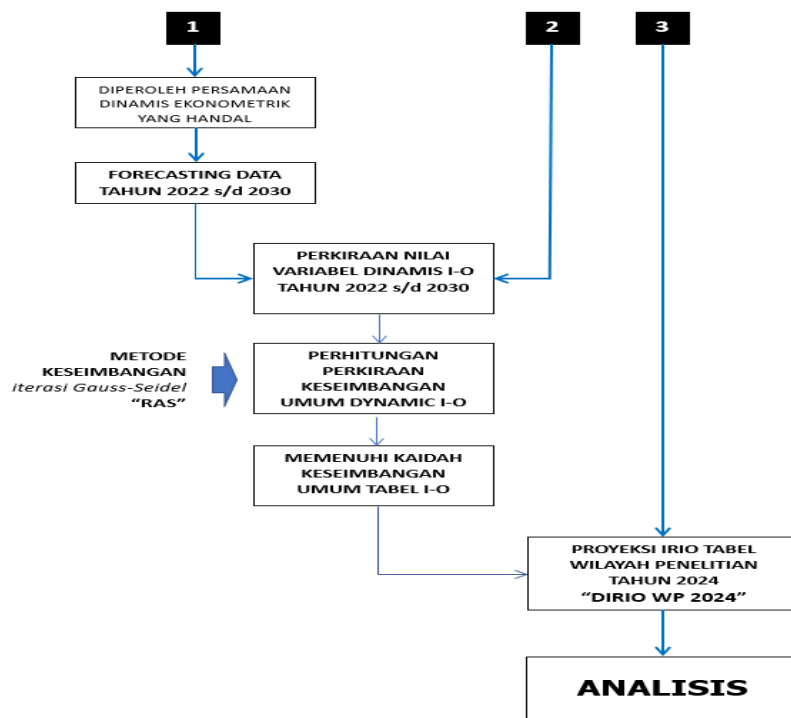 1
2
3
DIPEROLEH PERSAMAAN
DINAMIS EKONOMETRIK
YANG HANDAL
FORECASTING DATA
TAHUN 2022 s/d 2030
PERKIRAAN NILAI
VARIABEL DINAMIS I-O
TAHUN 2022 s/d 2030
METODE
KESEIMBANGAN
iterasi Gauss-Seidel
“RAS”
PERHITUNGAN
PERKIRAAN
KESEIMBANGAN
UMUM DYNAMIC I-O
MEMENUHI KAIDAH
KESEIMBANGAN
UMUM TABEL I-O
PROYEKSI IRIO TABEL
WILAYAH PENELITIAN
TAHUN 2024
“DIRIO WP 2024”
ANALISIS